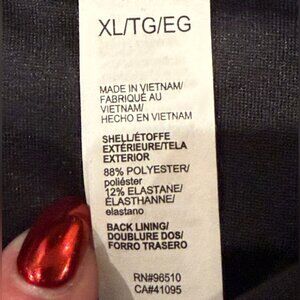 XL/TG/EG
MADE IN VIETNAM/
FABRIQUÉ AU
VIETNAM/
HECHO EN VIETNAM
SHELL/ÉTOFFE
EXTÉRIEURE/TELA
EXTERIOR
88% POLYESTER/
poliéster
12% ELASTANE/
ÉLASTHANNE/
elastano
BACK LINING/
DOUBLURE DOS/
FORRO TRASERO
RN#96510
CA#41095